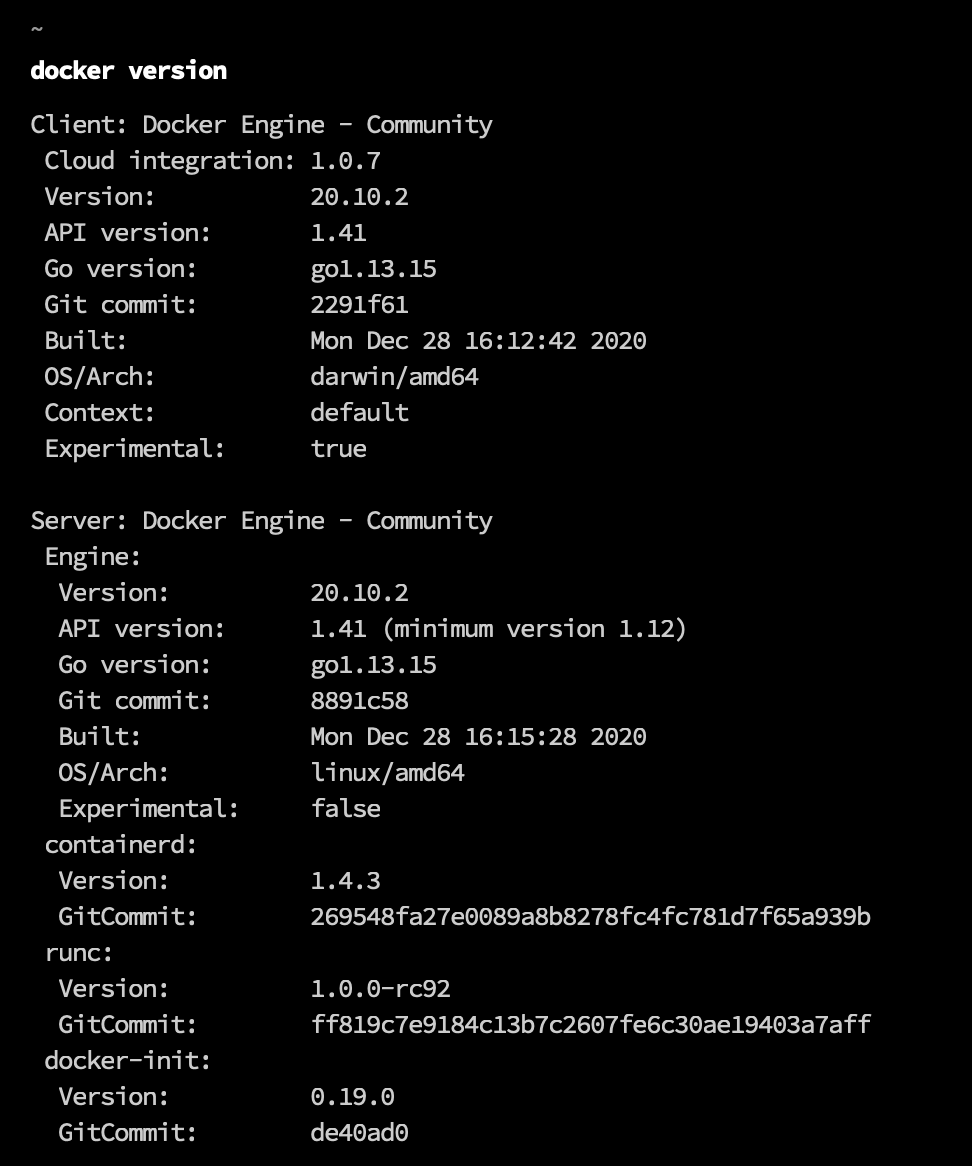 ~
docker version
Client: Docker Engine - Community
 Cloud integration: 1.0.7
 Version:           20.10.2
 API version:       1.41
 Go version:        go1.13.15
 Git commit:        2291f61
 Built:             Mon Dec 28 16:12:42 2020
 OS/Arch:           darwin/amd64
 Context:           default
 Experimental:      true

Server: Docker Engine - Community
 Engine:
  Version:          20.10.2
  API version:      1.41 (minimum version 1.12)
  Go version:       go1.13.15
  Git commit:       8891c58
  Built:            Mon Dec 28 16:15:28 2020
  OS/Arch:          linux/amd64
  Experimental:     false
 containerd:
  Version:          1.4.3
  GitCommit:        269548fa27e0089a8b8278fc4fc781d7f65a939b
 runc:
  Version:          1.0.0-rc92
  GitCommit:        ff819c7e9184c13b7c2607fe6c30ae19403a7aff
 docker-init:
  Version:          0.19.0
  GitCommit:        de40ad0